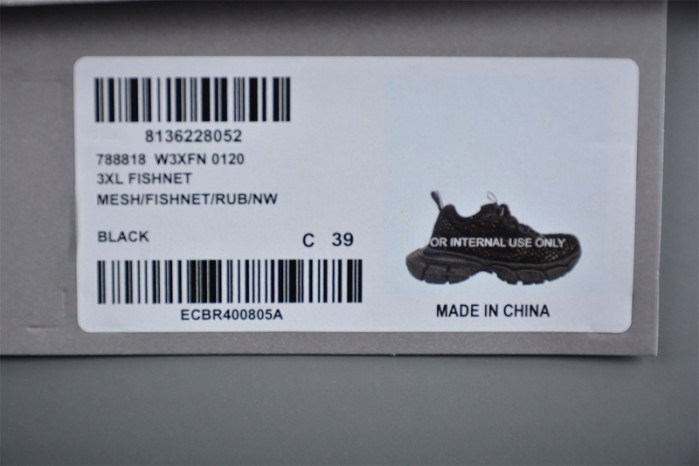 8136228052
788818 W3XFN 0120
3XL FISHNET
MESH/FISHNET/RUB/NW
BLACK
C 39
ECBR400805A
OR INTERNAL USE ONLY
MADE IN CHINA